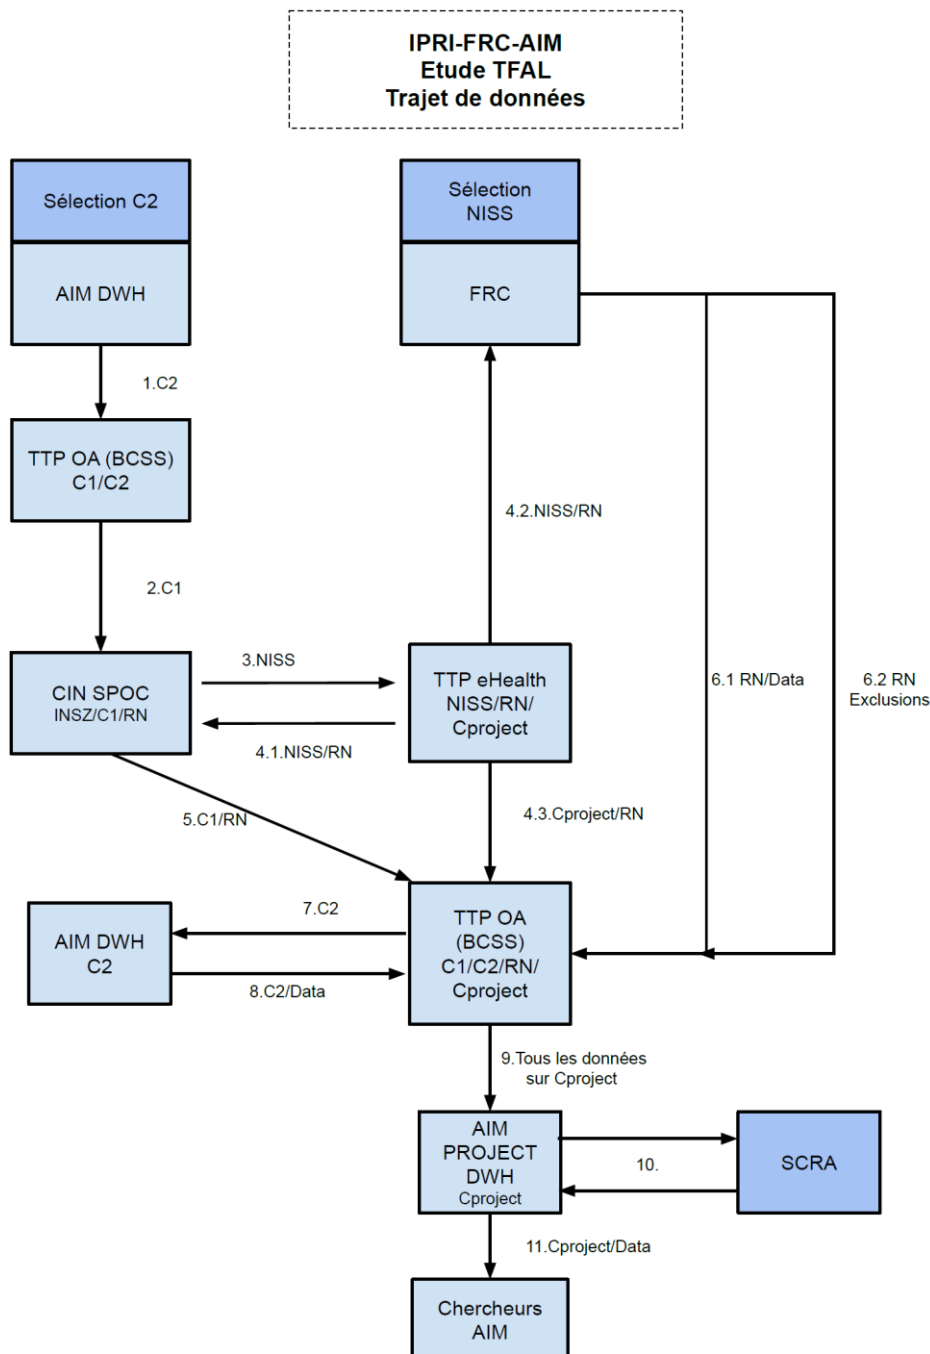 IPRI-FRC-AIM
Etude TFAL
Trajet de données
Sélection C2
AIM DWH
Sélection
NISS
FRC
1.C2
TTP OA (BCSS)
C1/C2
4.2.NISS/RN
2.C1
CIN SPOC
INSZ/C1/RN
3.NISS
4.1.NISS/RN
TTP eHealth
NISS/RN/
Cproject
6.1 RN/Data
6.2 RN
Exclusions
5.C1/RN
4.3.Cproject/RN
AIM DWH
C2
7.C2
8.C2/Data
TTP OA
(BCSS)
C1/C2/RN/
Cproject
9.Tous les données
sur Cproject
AIM
PROJECT
DWH
Cproject
10.
SCRA
11.Cproject/Data
Chercheurs
AIM